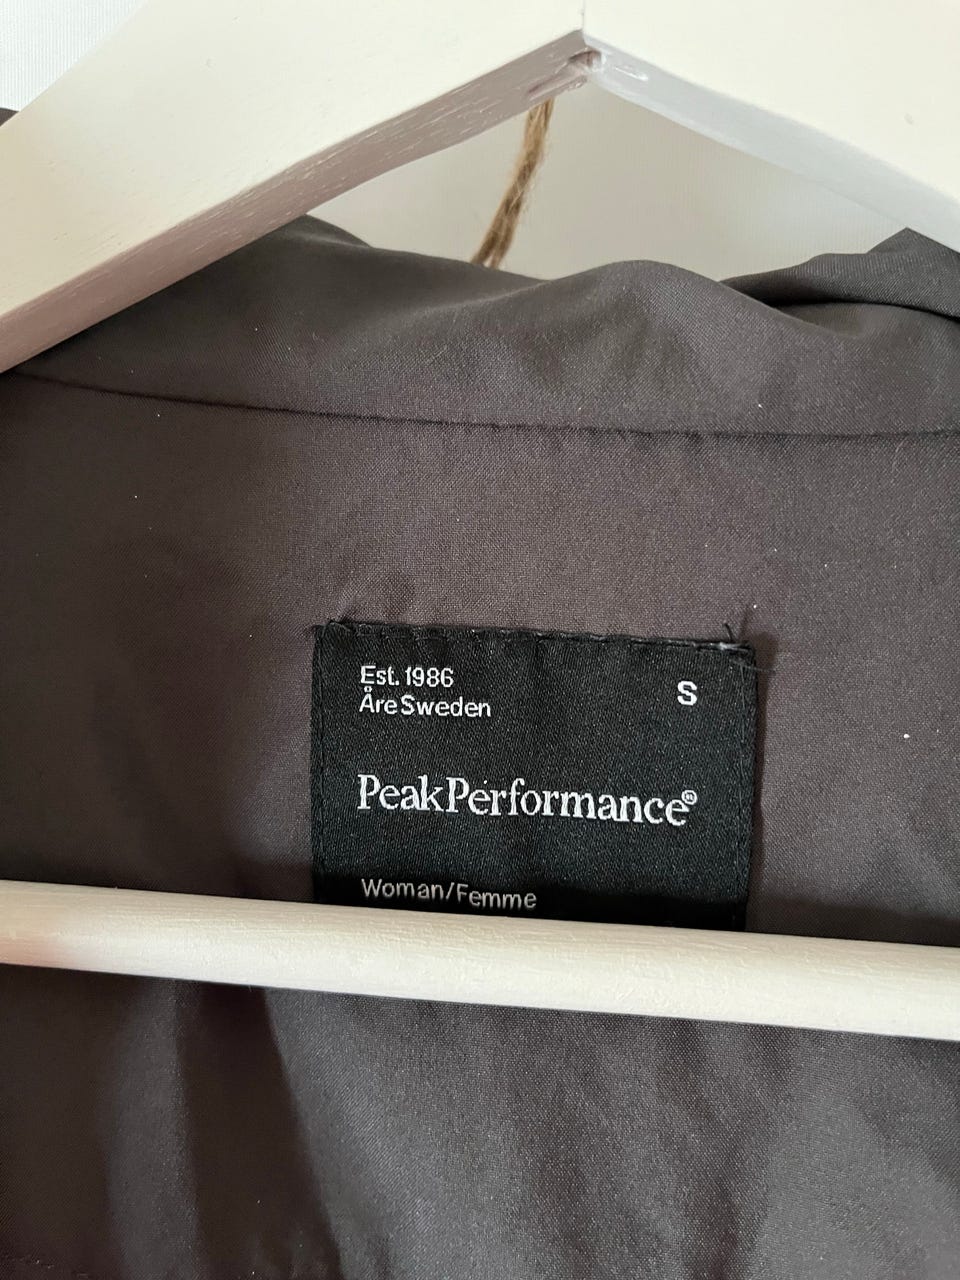 Est. 1986
Åre Sweden
S
PeakPerformance®
Woman/Femme